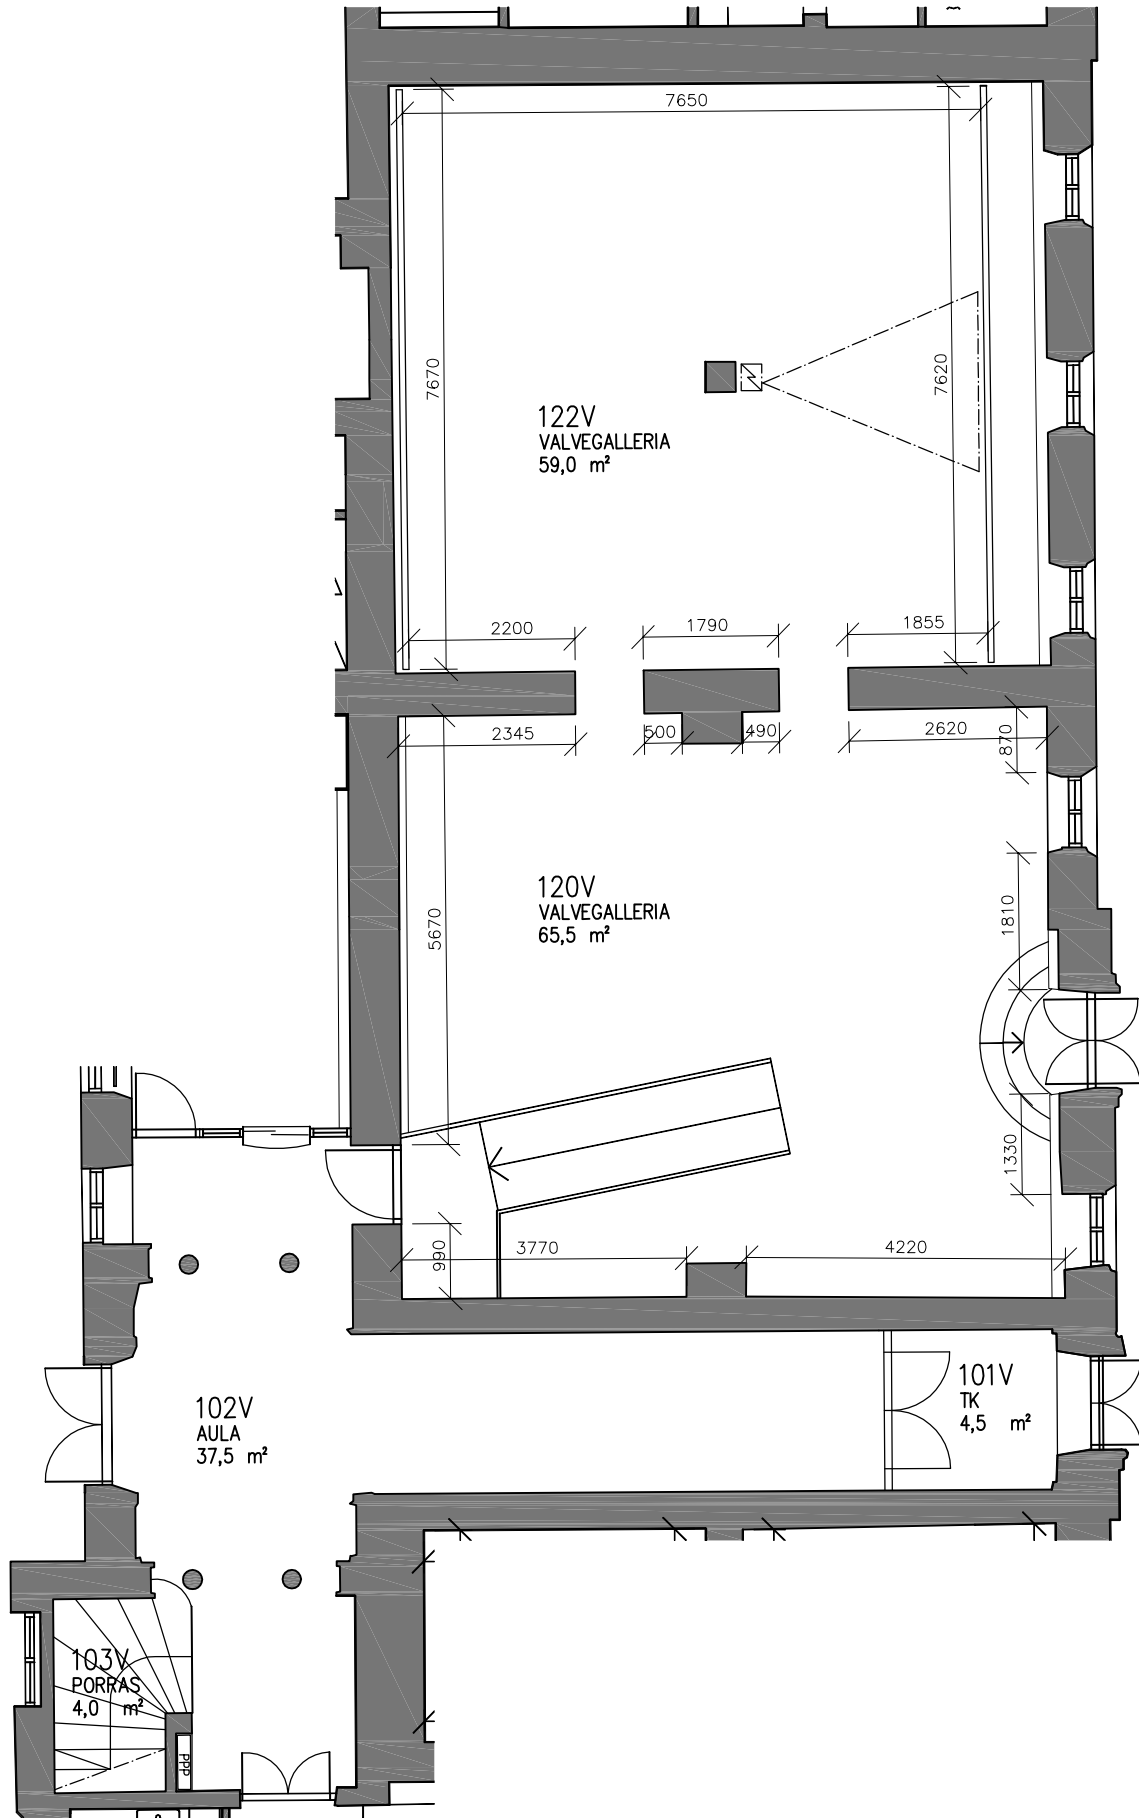 7650
7670
7620
122V
VALVEGALLERIA
59,0 m²
2200
1790
1855
2345
500
490
2620
870
120V
VALVEGALLERIA
65,5 m²
5670
1810
1330
990
3770
4220
101V
TK
4,5 m²
102V
AULA
37,5 m²
103V
PORRAS
4,0 m²
PPP